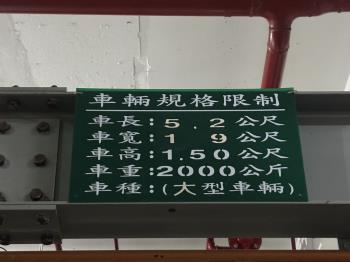 車輛規格限制
車長:5.2公尺
車寬:1 9公尺
車高:1.50公尺
車重:2000公斤
車種:(大型車輛)